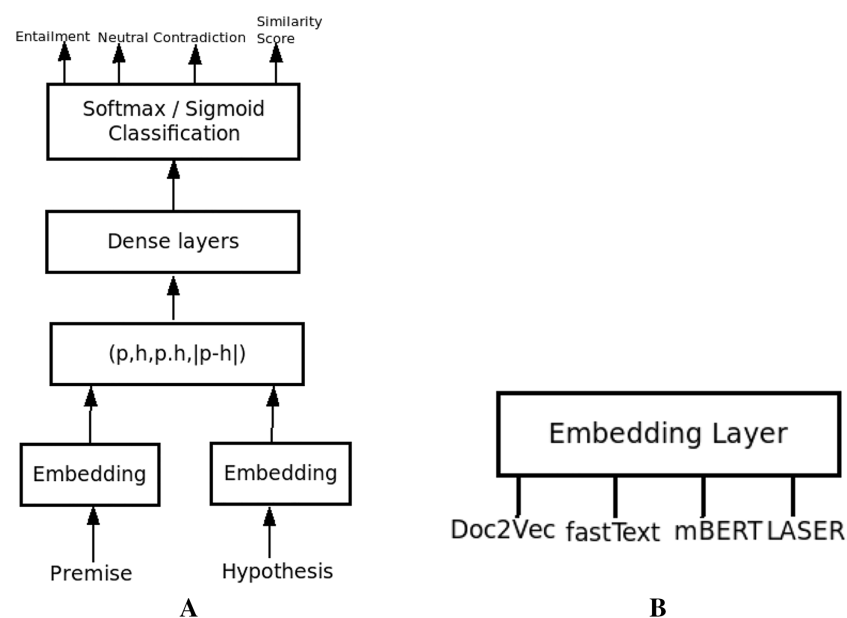 Similarity
Entailment Neutral Contradiction Score
Softmax / Sigmoid
Classification
Dense layers
(p,h,p.h,|p-h|)
Embedding Embedding
Premise Hypothesis
A
Embedding Layer
Doc2Vec fastText mBERT LASER
B